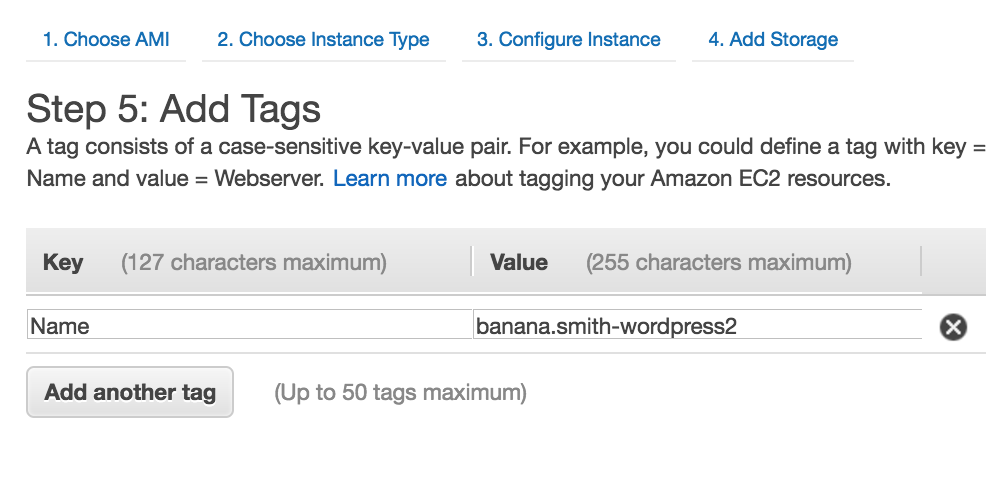 1. Choose AMI 2. Choose Instance Type 3. Configure Instance 4. Add Storage
Step 5: Add Tags
A tag consists of a case-sensitive key-value pair. For example, you could define a tag with key =
Name and value = Webserver. Learn more about tagging your Amazon EC2 resources.
Key (127 characters maximum) Value (255 characters maximum)
Name banana.smith-wordpress2
Add another tag (Up to 50 tags maximum)